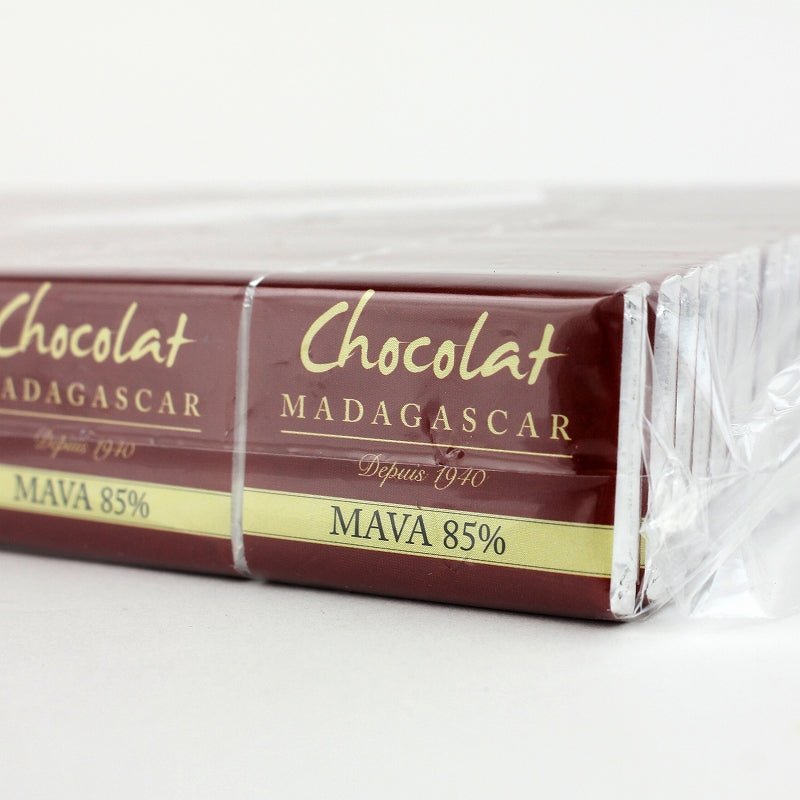 Chocolat
MADAGASCAR
Depuis 1940
MAVA 85%
Chocolat
MADAGASCAR
Depuis 1940
MAVA 85%